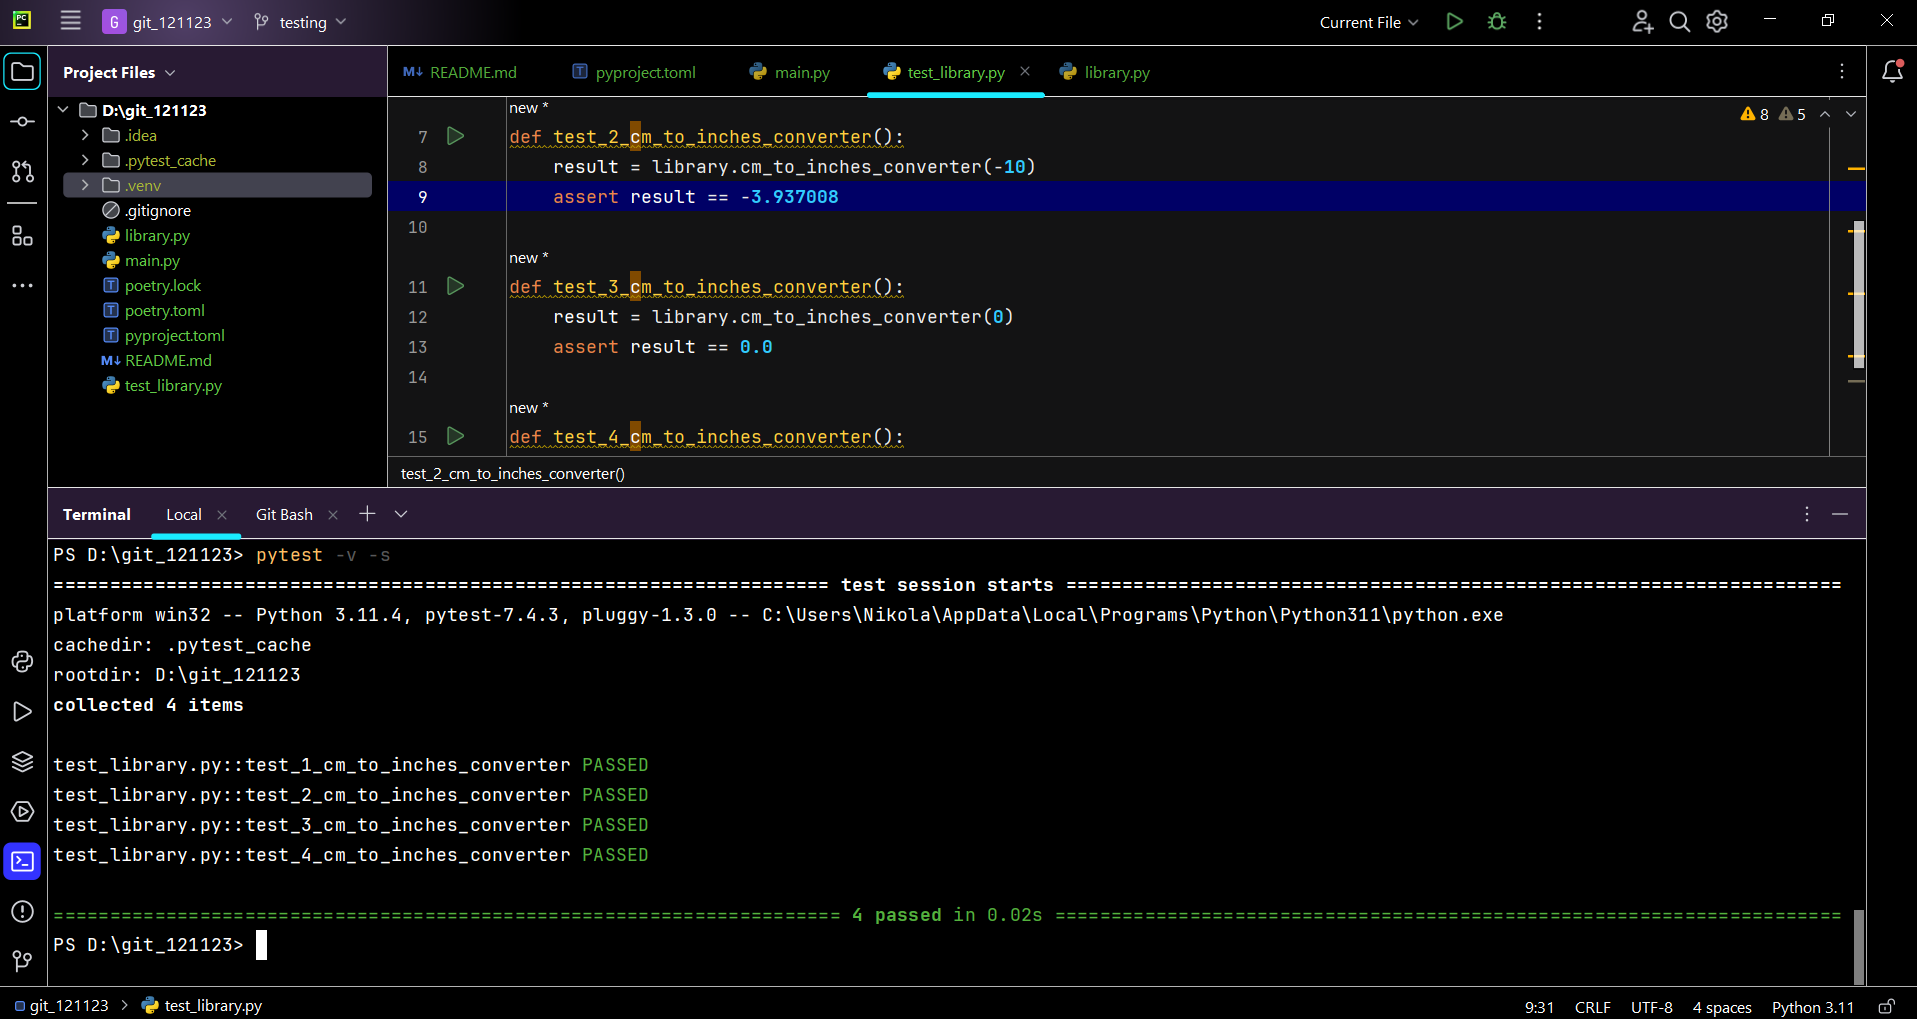 PC G git_121123 testing Current File
Project Files
D:\git_121123
.idea
.pytest_cache
.venv
.gitignore
library.py
main.py
T poetry.lock
T poetry.toml
T pyproject.toml
M↓ README.md
test_library.py
M↓ README.md T pyproject.toml main.py test_library.py library.py
8 5
new *
7 def test_2_cm_to_inches_converter():
8 result = library.cm_to_inches_converter(-10)
9 assert result == -3.937008
10
new *
11 def test_3_cm_to_inches_converter():
12 result = library.cm_to_inches_converter(0)
13 assert result == 0.0
14
new *
15 def test_4_cm_to_inches_converter():
test_2_cm_to_inches_converter()
Terminal Local Git Bash
PS D:\git_121123> pytest -v -s
===================================================================== test session starts =====================================================================
platform win32 -- Python 3.11.4, pytest-7.4.3, pluggy-1.3.0 -- C:\Users\Nikola\AppData\Local\Programs\Python\Python311\python.exe
cachedir: .pytest_cache
rootdir: D:\git_121123
collected 4 items
test_library.py::test_1_cm_to_inches_converter PASSED
test_library.py::test_2_cm_to_inches_converter PASSED
test_library.py::test_3_cm_to_inches_converter PASSED
test_library.py::test_4_cm_to_inches_converter PASSED
====================================================================== 4 passed in 0.02s ======================================================================
PS D:\git_121123>
git_121123 > test_library.py 9:31 CRLF UTF-8 4 spaces Python 3.11